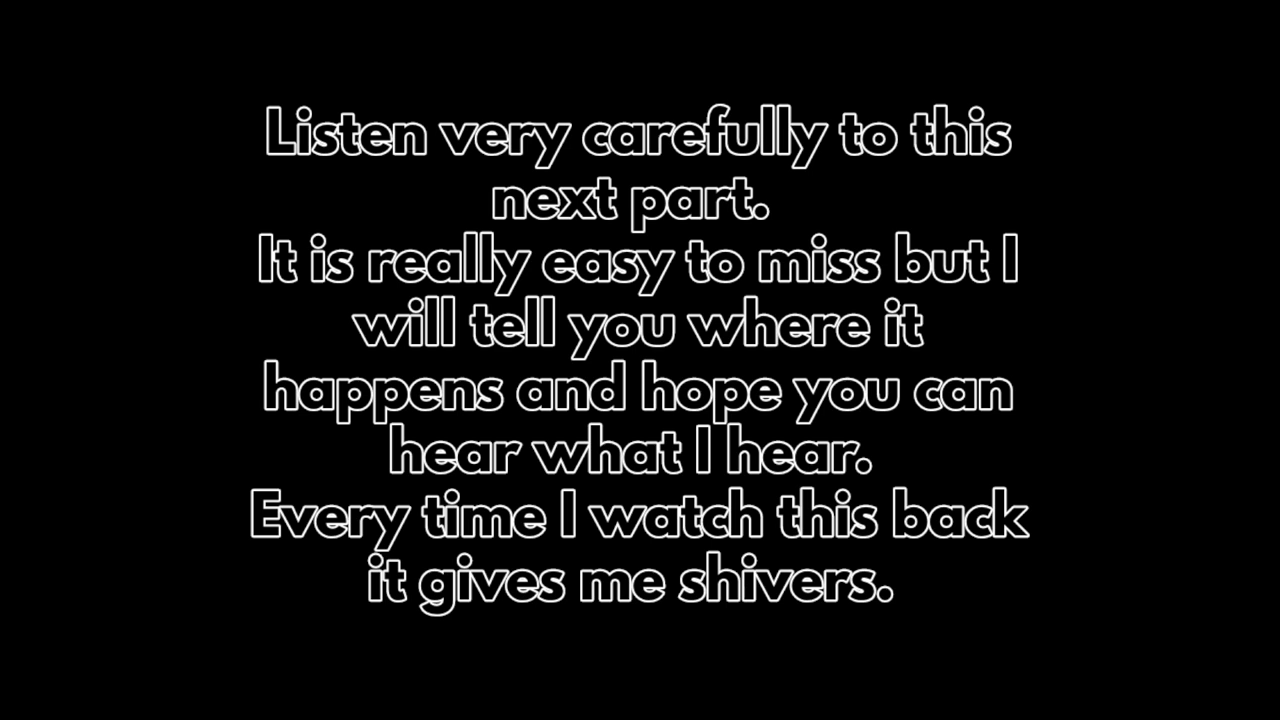 Listen very carefully to this
next part.
It is really easy to miss but I
will tell you where it
happens and hope you can
hear what I hear.
Every time I watch this back
it gives me shivers.